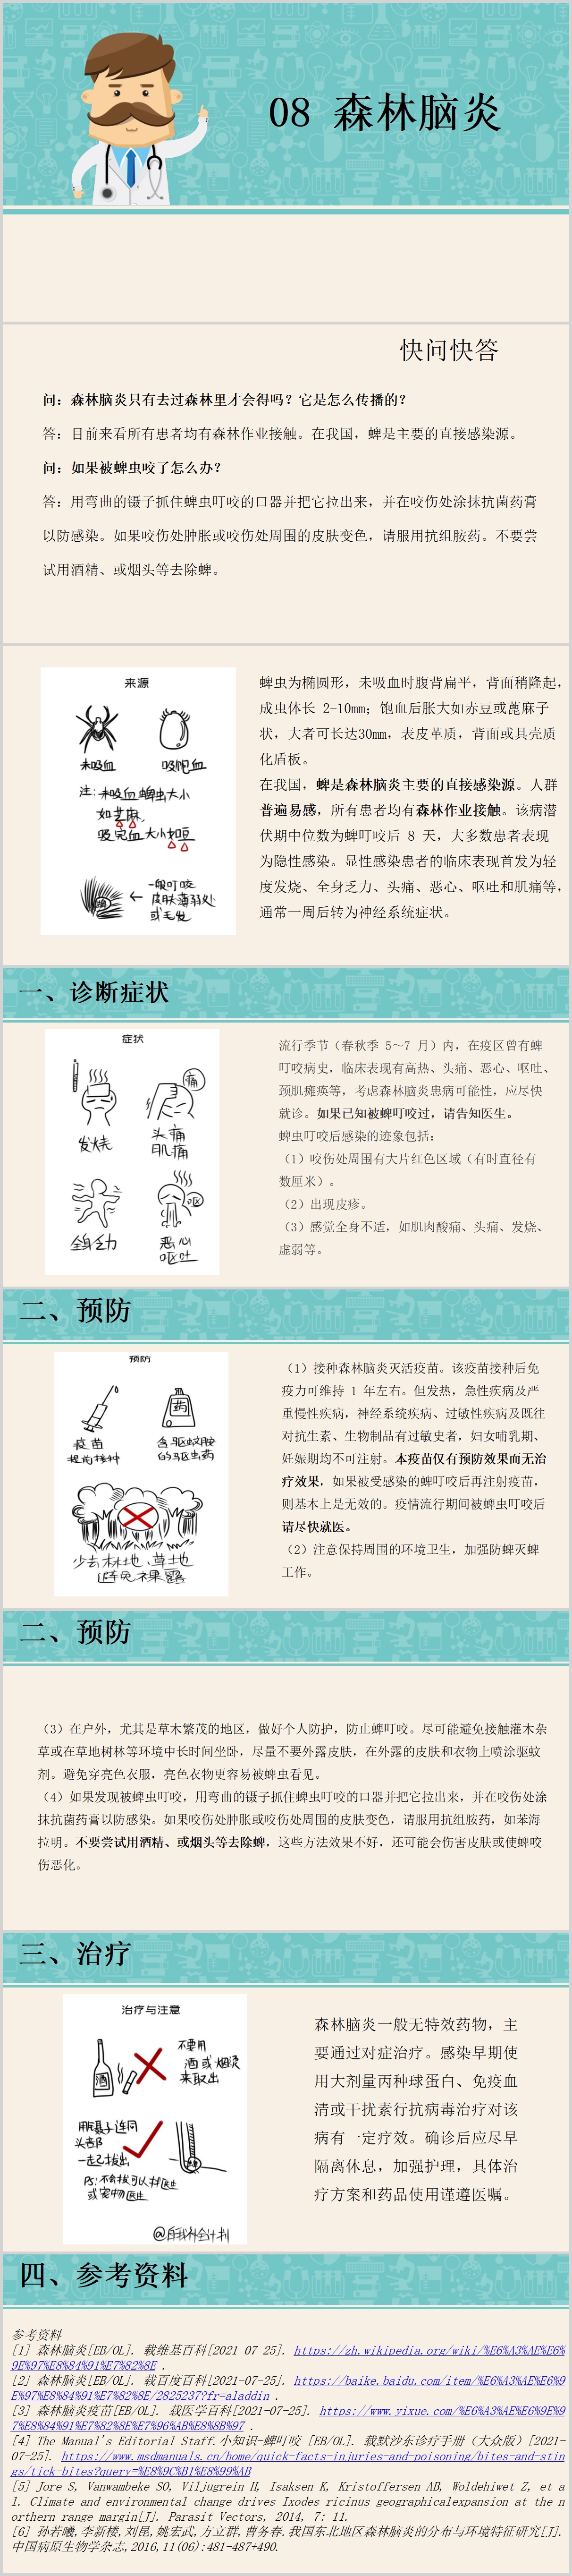 08 森林脑炎
快问快答
问：森林脑炎只有去过森林里才会得吗？它是怎么传播的？
答：目前来看所有患者均有森林作业接触。在我国，蜱是主要的直接感染源。
问：如果被蜱虫咬了怎么办？
答：用弯曲的镊子抓住蜱虫叮咬的口器并把它拉出来，并在咬伤处涂抹抗菌药膏
以防感染。如果咬伤处肿胀或咬伤处周围的皮肤变色，请服用抗组胺药。不要尝
试用酒精、或烟头等去除蜱。
来源
未吸血
吸饱血
注：未吸血蜱虫大小
如芝麻，
吸完血大小如豆
← 一般叮咬
皮肤薄弱处
或毛发
蜱虫为椭圆形，未吸血时腹背扁平，背面稍隆起，
成虫体长 2-10mm；饱血后胀大如赤豆或蓖麻子
状，大者可长达30mm，表皮革质，背面或具壳质
化盾板。
在我国，蜱是森林脑炎主要的直接感染源。人群
普遍易感，所有患者均有森林作业接触。该病潜
伏期中位数为蜱叮咬后 8 天，大多数患者表现
为隐性感染。显性感染患者的临床表现首发为轻
度发烧、全身乏力、头痛、恶心、呕吐和肌痛等，
通常一周后转为神经系统症状。
一、诊断症状
症状
痛
发烧
头痛
肌痛
呕
全身乏力
恶心
呕吐
流行季节（春秋季 5～7 月）内，在疫区曾有蜱
叮咬病史，临床表现有高热、头痛、恶心、呕吐、
颈肌瘫痪等，考虑森林脑炎患病可能性，应尽快
就诊。如果已知被蜱叮咬过，请告知医生。
蜱虫叮咬后感染的迹象包括：
（1）咬伤处周围有大片红色区域（有时直径有
数厘米）。
（2）出现皮疹。
（3）感觉全身不适，如肌肉酸痛、头痛、发烧、
虚弱等。
二、预防
预防
药
疫苗
提前接种
含驱蚊胺
的驱虫药
少去林地、草地
避免裸露
（1）接种森林脑炎灭活疫苗。该疫苗接种后免
疫力可维持 1 年左右。但发热，急性疾病及严
重慢性疾病，神经系统疾病、过敏性疾病及既往
对抗生素、生物制品有过敏史者，妇女哺乳期、
妊娠期均不可注射。本疫苗仅有预防效果而无治
疗效果，如果被受感染的蜱叮咬后再注射疫苗，
则基本上是无效的。疫情流行期间被蜱虫叮咬后
请尽快就医。
（2）注意保持周围的环境卫生，加强防蜱灭蜱
工作。
二、预防
（3）在户外，尤其是草木繁茂的地区，做好个人防护，防止蜱叮咬。尽可能避免接触灌木杂
草或在草地树林等环境中长时间坐卧，尽量不要外露皮肤，在外露的皮肤和衣物上喷涂驱蚊
剂。避免穿亮色衣服，亮色衣物更容易被蜱虫看见。
（4）如果发现被蜱虫叮咬，用弯曲的镊子抓住蜱虫叮咬的口器并把它拉出来，并在咬伤处涂
抹抗菌药膏以防感染。如果咬伤处肿胀或咬伤处周围的皮肤变色，请服用抗组胺药，如苯海
拉明。不要尝试用酒精、或烟头等去除蜱，这些方法效果不好，还可能会伤害皮肤或使蜱咬
伤恶化。
三、治疗
治疗与注意
酒
不要用
酒或烟烫
来取出
用镊子连同
头部
一起拔出
PS：不会拔可以找医生
或宠物医生
森林脑炎一般无特效药物，主
要通过对症治疗。感染早期使
用大剂量丙种球蛋白、免疫血
清或干扰素行抗病毒治疗对该
病有一定疗效。确诊后应尽早
隔离休息，加强护理，具体治
疗方案和药品使用谨遵医嘱。
四、参考资料
参考资料
[1] 森林脑炎[EB/OL]. 载维基百科[2021-07-25]. https://zh.wikipedia.org/wiki/%E6%A3%AE%E6%
9E%97%E8%84%91%E7%82%8E .
[2] 森林脑炎[EB/OL]. 载百度百科[2021-07-25]. https://baike.baidu.com/item/%E6%A3%AE%E6%9
E%97%E8%84%91%E7%82%8E/2825237?fr=aladdin .
[3] 森林脑炎疫苗[EB/OL]. 载医学百科[2021-07-25]. https://www.yixue.com/%E6%A3%AE%E6%9E%9
7%E8%84%91%E7%82%8E%E7%96%AB%E8%8B%97 .
[4] The Manual's Editorial Staff.小知识-蜱叮咬 [EB/OL]. 载默沙东诊疗手册（大众版）[2021-
07-25]. https://www.msdmanuals.cn/home/quick-facts-injuries-and-poisoning/bites-and-stin
gs/tick-bites?query=%E8%9C%B1%E8%99%AB
[5] Jore S, Vanwambeke SO, Viljugrein H, Isaksen K, Kristoffersen AB, Woldehiwet Z, et a
l. Climate and environmental change drives Ixodes ricinus geographicalexpansion at the n
orthern range margin[J]. Parasit Vectors, 2014, 7: 11.
[6] 孙若曦,李新楼,刘昆,姚宏武,方立群,曹务春.我国东北地区森林脑炎的分布与环境特征研究[J].
中国病原生物学杂志,2016,11(06):481-487+490.